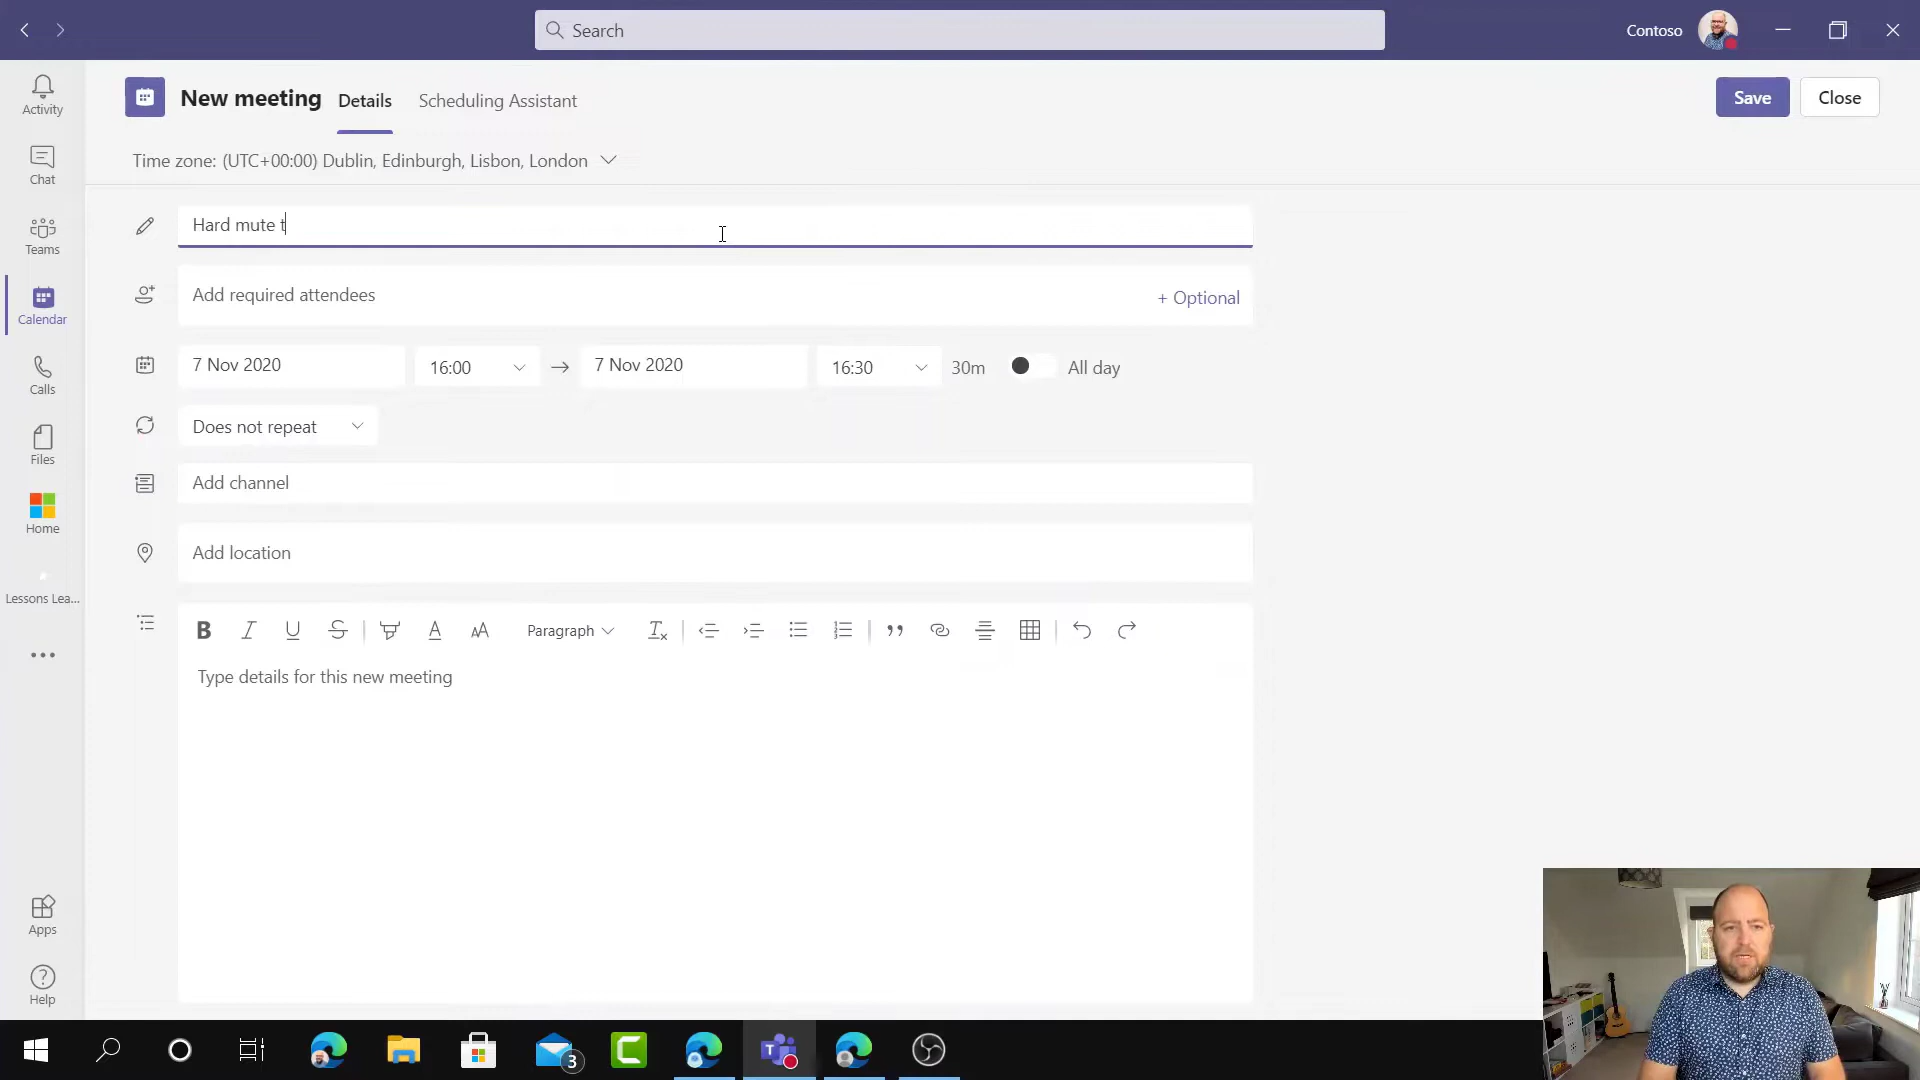 Search
Contoso
Activity
Chat
Teams
Calendar
Calls
Files
Home
Lessons Lea...
Apps
Help
New meeting
Details
Scheduling Assistant
Save
Close
Time zone: (UTC+00:00) Dublin, Edinburgh, Lisbon, London
Hard mute t
Add required attendees
+ Optional
7 Nov 2020
16:00
7 Nov 2020
16:30
30m
All day
Does not repeat
Add channel
Add location
B I U S A AA Paragraph
Type details for this new meeting
3